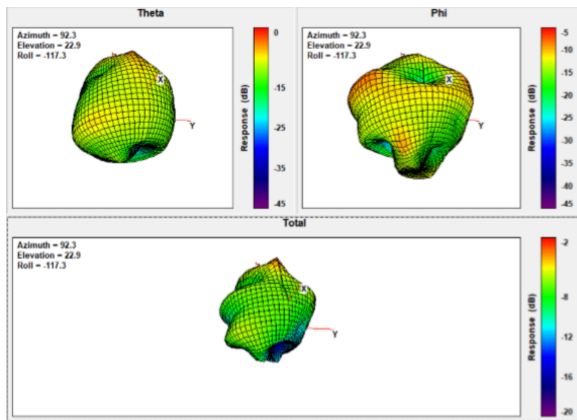 Theta
Azimuth = 92.3
Elevation = 22.9
Roll = -117.3
X
Y
0
-5
-15
-25
-35
-45
Response (dB)
Phi
Azimuth = 92.3
Elevation = 22.9
Roll = -117.3
X
Y
-5
-10
-15
-20
-25
-30
-35
-40
-45
Response (dB)
Total
Azimuth = 92.3
Elevation = 22.9
Roll = -117.3
X
Y
-2
-4
-8
-12
-16
-20
Response (dB)